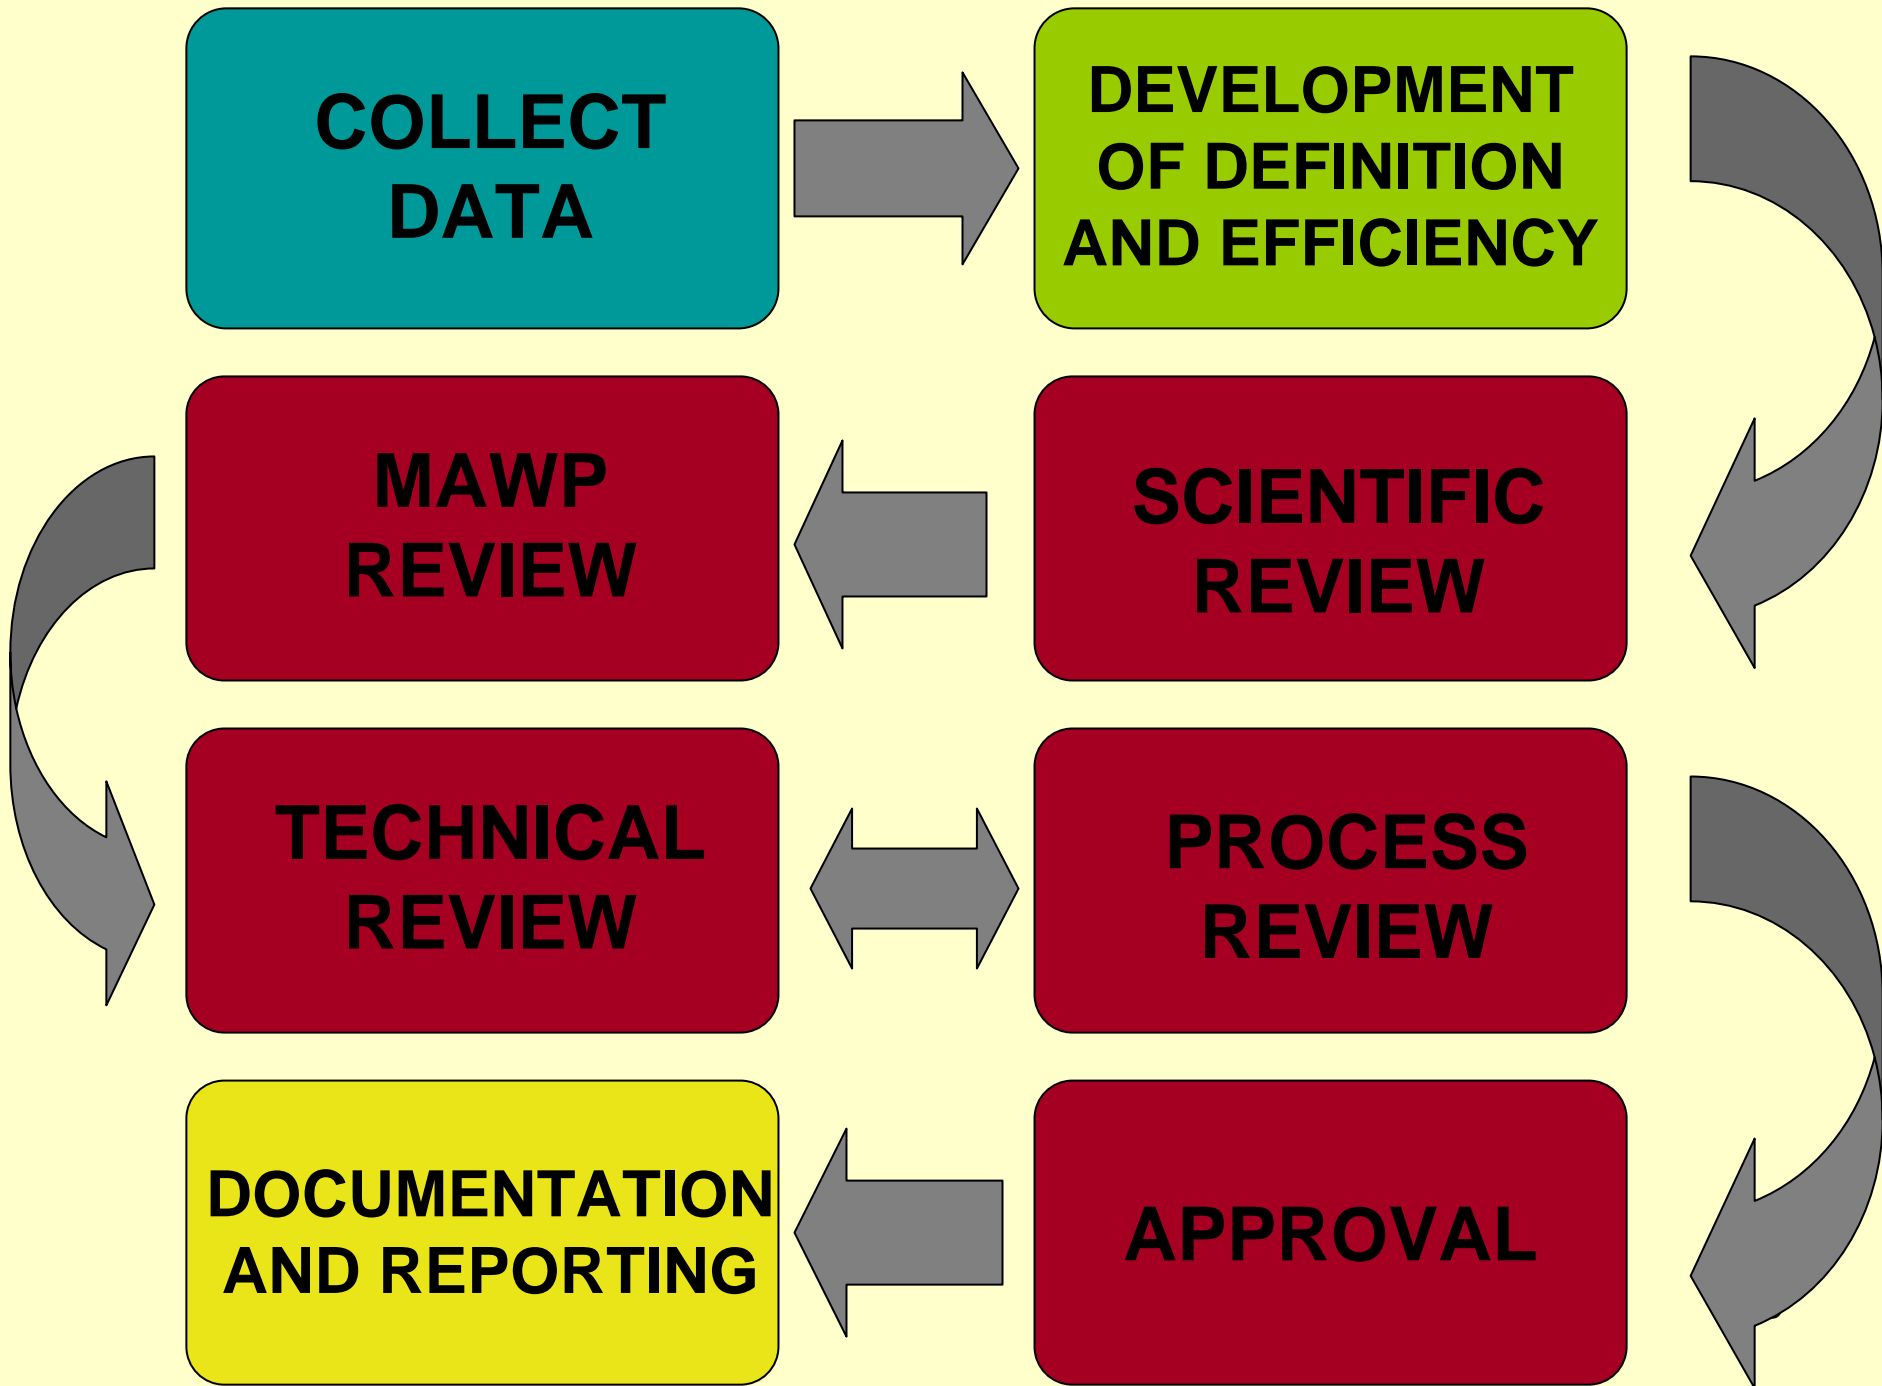 COLLECT
DATA
DEVELOPMENT
OF DEFINITION
AND EFFICIENCY
MAWP
REVIEW
SCIENTIFIC
REVIEW
TECHNICAL
REVIEW
PROCESS
REVIEW
DOCUMENTATION
AND REPORTING
APPROVAL